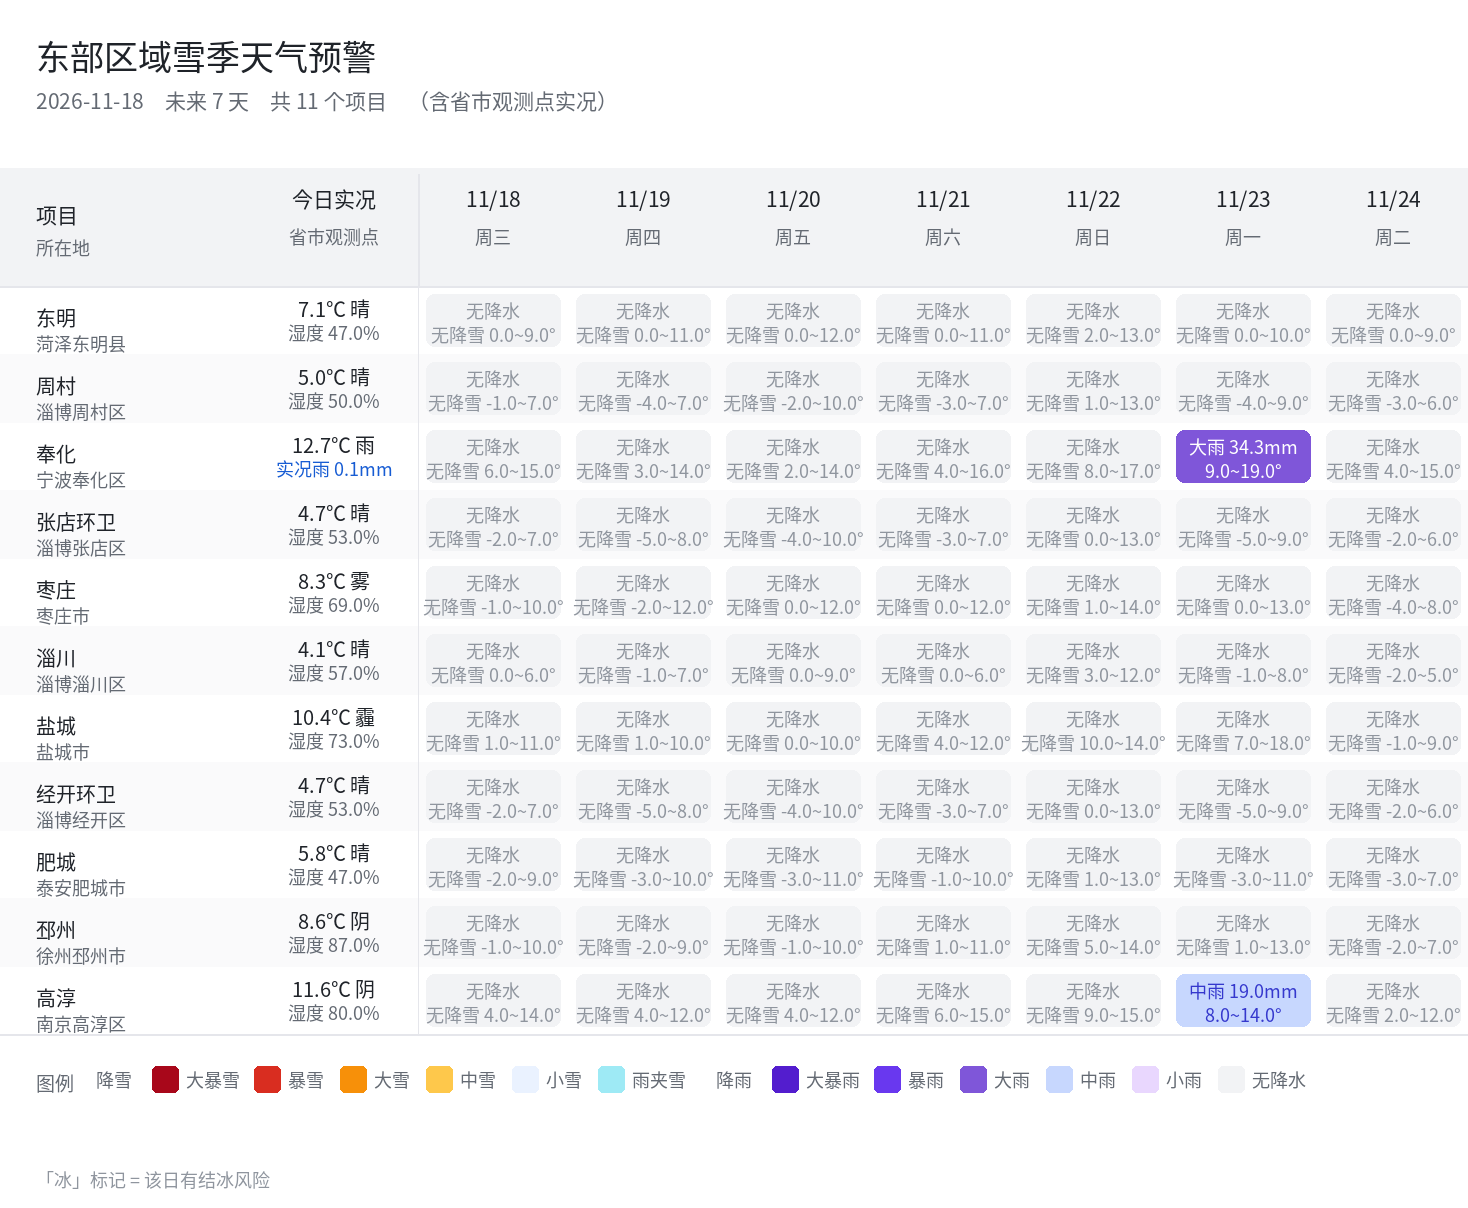 东部区域雪季天气预警
2026-11-18 未来 7 天 共 11 个项目 （含省市观测点实况）
项目 今日实况 11/18 11/19 11/20 11/21 11/22 11/23 11/24
所在地 省市观测点 周三 周四 周五 周六 周日 周一 周二
东明 7.1°C 晴 无降水 无降水 无降水 无降水 无降水 无降水 无降水
菏泽东明县 湿度 47.0% 无降雪 0.0~9.0° 无降雪 0.0~11.0° 无降雪 0.0~12.0° 无降雪 0.0~11.0° 无降雪 2.0~13.0° 无降雪 0.0~10.0° 无降雪 0.0~9.0°
周村 5.0°C 晴 无降水 无降水 无降水 无降水 无降水 无降水 无降水
淄博周村区 湿度 50.0% 无降雪 -1.0~7.0° 无降雪 -4.0~7.0° 无降雪 -2.0~10.0° 无降雪 -3.0~7.0° 无降雪 1.0~13.0° 无降雪 -4.0~9.0° 无降雪 -3.0~6.0°
奉化 12.7°C 雨 无降水 无降水 无降水 无降水 无降水 大雨 34.3mm 无降水
宁波奉化区 实况雨 0.1mm 无降雪 6.0~15.0° 无降雪 3.0~14.0° 无降雪 2.0~14.0° 无降雪 4.0~16.0° 无降雪 8.0~17.0° 9.0~19.0° 无降雪 4.0~15.0°
张店环卫 4.7°C 晴 无降水 无降水 无降水 无降水 无降水 无降水 无降水
淄博张店区 湿度 53.0% 无降雪 -2.0~7.0° 无降雪 -5.0~8.0° 无降雪 -4.0~10.0° 无降雪 -3.0~7.0° 无降雪 0.0~13.0° 无降雪 -5.0~9.0° 无降雪 -2.0~6.0°
枣庄 8.3°C 雾 无降水 无降水 无降水 无降水 无降水 无降水 无降水
枣庄市 湿度 69.0% 无降雪 -1.0~10.0° 无降雪 -2.0~12.0° 无降雪 0.0~12.0° 无降雪 0.0~12.0° 无降雪 1.0~14.0° 无降雪 0.0~13.0° 无降雪 -4.0~8.0°
淄川 4.1°C 晴 无降水 无降水 无降水 无降水 无降水 无降水 无降水
淄博淄川区 湿度 57.0% 无降雪 0.0~6.0° 无降雪 -1.0~7.0° 无降雪 0.0~9.0° 无降雪 0.0~6.0° 无降雪 3.0~12.0° 无降雪 -1.0~8.0° 无降雪 -2.0~5.0°
盐城 10.4°C 霾 无降水 无降水 无降水 无降水 无降水 无降水 无降水
盐城市 湿度 73.0% 无降雪 1.0~11.0° 无降雪 1.0~10.0° 无降雪 0.0~10.0° 无降雪 4.0~12.0° 无降雪 10.0~14.0° 无降雪 7.0~18.0° 无降雪 -1.0~9.0°
经开环卫 4.7°C 晴 无降水 无降水 无降水 无降水 无降水 无降水 无降水
淄博经开区 湿度 53.0% 无降雪 -2.0~7.0° 无降雪 -5.0~8.0° 无降雪 -4.0~10.0° 无降雪 -3.0~7.0° 无降雪 0.0~13.0° 无降雪 -5.0~9.0° 无降雪 -2.0~6.0°
肥城 5.8°C 晴 无降水 无降水 无降水 无降水 无降水 无降水 无降水
泰安肥城市 湿度 47.0% 无降雪 -2.0~9.0° 无降雪 -3.0~10.0° 无降雪 -3.0~11.0° 无降雪 -1.0~10.0° 无降雪 1.0~13.0° 无降雪 -3.0~11.0° 无降雪 -3.0~7.0°
邳州 8.6°C 阴 无降水 无降水 无降水 无降水 无降水 无降水 无降水
徐州邳州市 湿度 87.0% 无降雪 -1.0~10.0° 无降雪 -2.0~9.0° 无降雪 -1.0~10.0° 无降雪 1.0~11.0° 无降雪 5.0~14.0° 无降雪 1.0~13.0° 无降雪 -2.0~7.0°
高淳 11.6°C 阴 无降水 无降水 无降水 无降水 无降水 中雨 19.0mm 无降水
南京高淳区 湿度 80.0% 无降雪 4.0~14.0° 无降雪 4.0~12.0° 无降雪 4.0~12.0° 无降雪 6.0~15.0° 无降雪 9.0~15.0° 8.0~14.0° 无降雪 2.0~12.0°
图例 降雪 大暴雪 暴雪 大雪 中雪 小雪 雨夹雪 降雨 大暴雨 暴雨 大雨 中雨 小雨 无降水
「冰」标记 = 该日有结冰风险